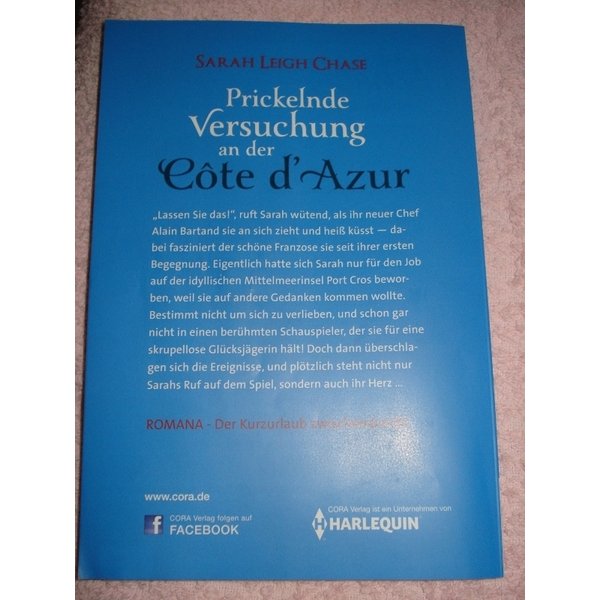 SARAH LEIGH CHASE
Prickelnde
Versuchung
an der
Côte d'Azur
„Lassen Sie das!“, ruft Sarah wütend, als ihr neuer Chef
Alain Bartand sie an sich zieht und heiß küsst — da-
bei fasziniert der schöne Franzose sie seit ihrer ersten
Begegnung. Eigentlich hatte sich Sarah nur für den Job
auf der idyllischen Mittelmeerinsel Port Cros bewor-
ben, weil sie auf andere Gedanken kommen wollte.
Bestimmt nicht um sich zu verlieben, und schon gar
nicht in einen berühmten Schauspieler, der sie für eine
skrupellose Glücksjägerin hält! Doch dann überschla-
gen sich die Ereignisse, und plötzlich steht nicht nur
Sarahs Ruf auf dem Spiel, sondern auch ihr Herz ...
ROMANA - Der Kurzurlaub
www.cora.de
CORA Verlag folgen auf
FACEBOOK
CORA Verlag ist ein Unternehmen von
HARLEQUIN